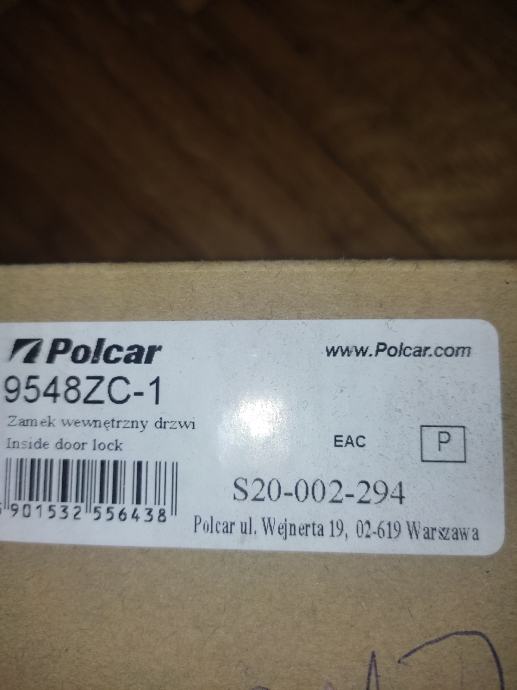 Polcar
www.Polcar.com
9548ZC-1
Zamek wewnętrzny drzwi
Inside door lock
EAC
P
S20-002-294
901532 556438
Polcar ul. Wejnerta 19, 02-619 Warszawa